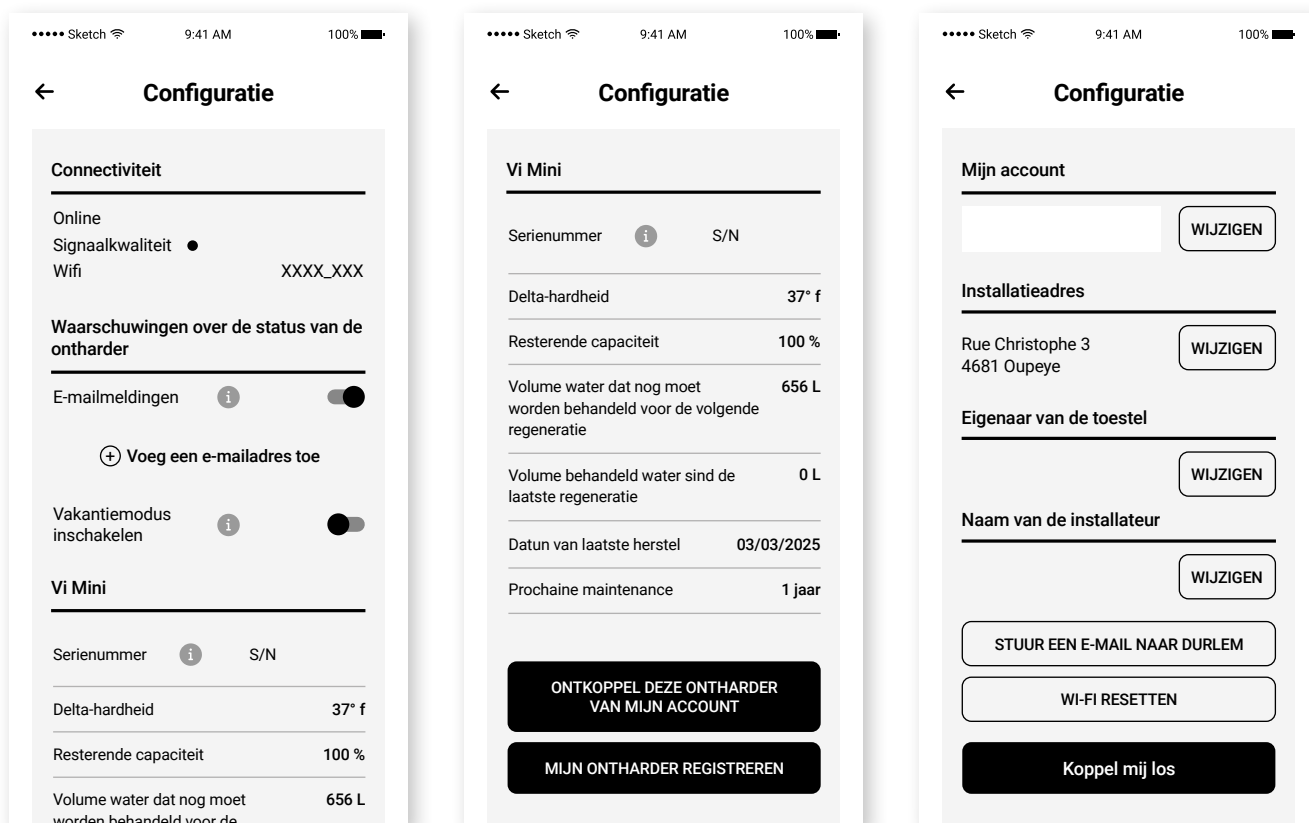 Sketch 9:41 AM 100%
Configuratie
Connectiviteit
Online
Signaalkwaliteit
Wifi XXXX_XXX
Waarschuwingen over de status van de
ontharder
E-mailmeldingen i
+ Voeg een e-mailadres toe
Vakantiemodus
inschakelen i
Vi Mini
Serienummer i S/N
Delta-hardheid 37° f
Resterende capaciteit 100 %
Volume water dat nog moet 656 L
worden behandeld voor de
Sketch 9:41 AM 100%
Configuratie
Vi Mini
Serienummer i S/N
Delta-hardheid 37° f
Resterende capaciteit 100 %
Volume water dat nog moet 656 L
worden behandeld voor de volgende
regeneratie
Volume behandeld water sind de 0 L
laatste regeneratie
Datun van laatste herstel 03/03/2025
Prochaine maintenance 1 jaar
ONTKOPPEL DEZE ONTHARDER
VAN MIJN ACCOUNT
MIJN ONTHARDER REGISTREREN
Sketch 9:41 AM 100%
Configuratie
Mijn account
WIJZIGEN
Installatieadres
Rue Christophe 3
4681 Oupeye
WIJZIGEN
Eigenaar van de toestel
WIJZIGEN
Naam van de installateur
WIJZIGEN
STUUR EEN E-MAIL NAAR DURLEM
WI-FI RESETTEN
Koppel mij los